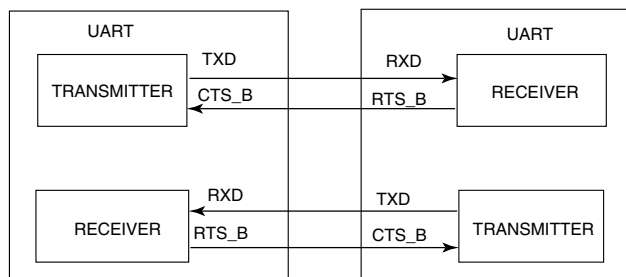 UART UART
TXD RXD
TRANSMITTER CTS_B RTS_B RECEIVER
RXD TXD
RECEIVER RTS_B CTS_B TRANSMITTER